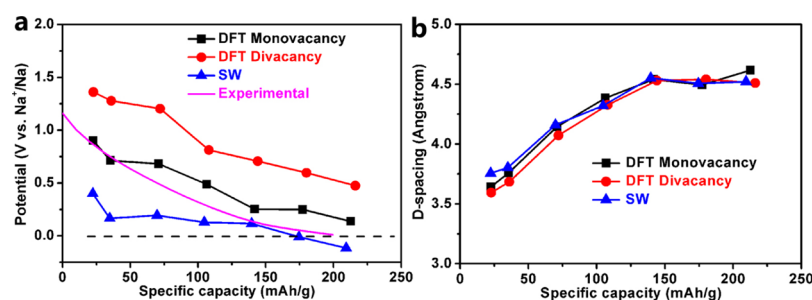 a
2.0
1.5
1.0
0.5
0.0
Potential (V vs. Na⁺/Na)
DFT Monovacancy
DFT Divacancy
SW
Experimental
0 50 100 150 200 250
Specific capacity (mAh/g)
b
5.0
4.5
4.0
3.5
3.0
D-spacing (Angstrom)
DFT Monovacancy
DFT Divacancy
SW
0 50 100 150 200 250
Specific capacity (mAh/g)